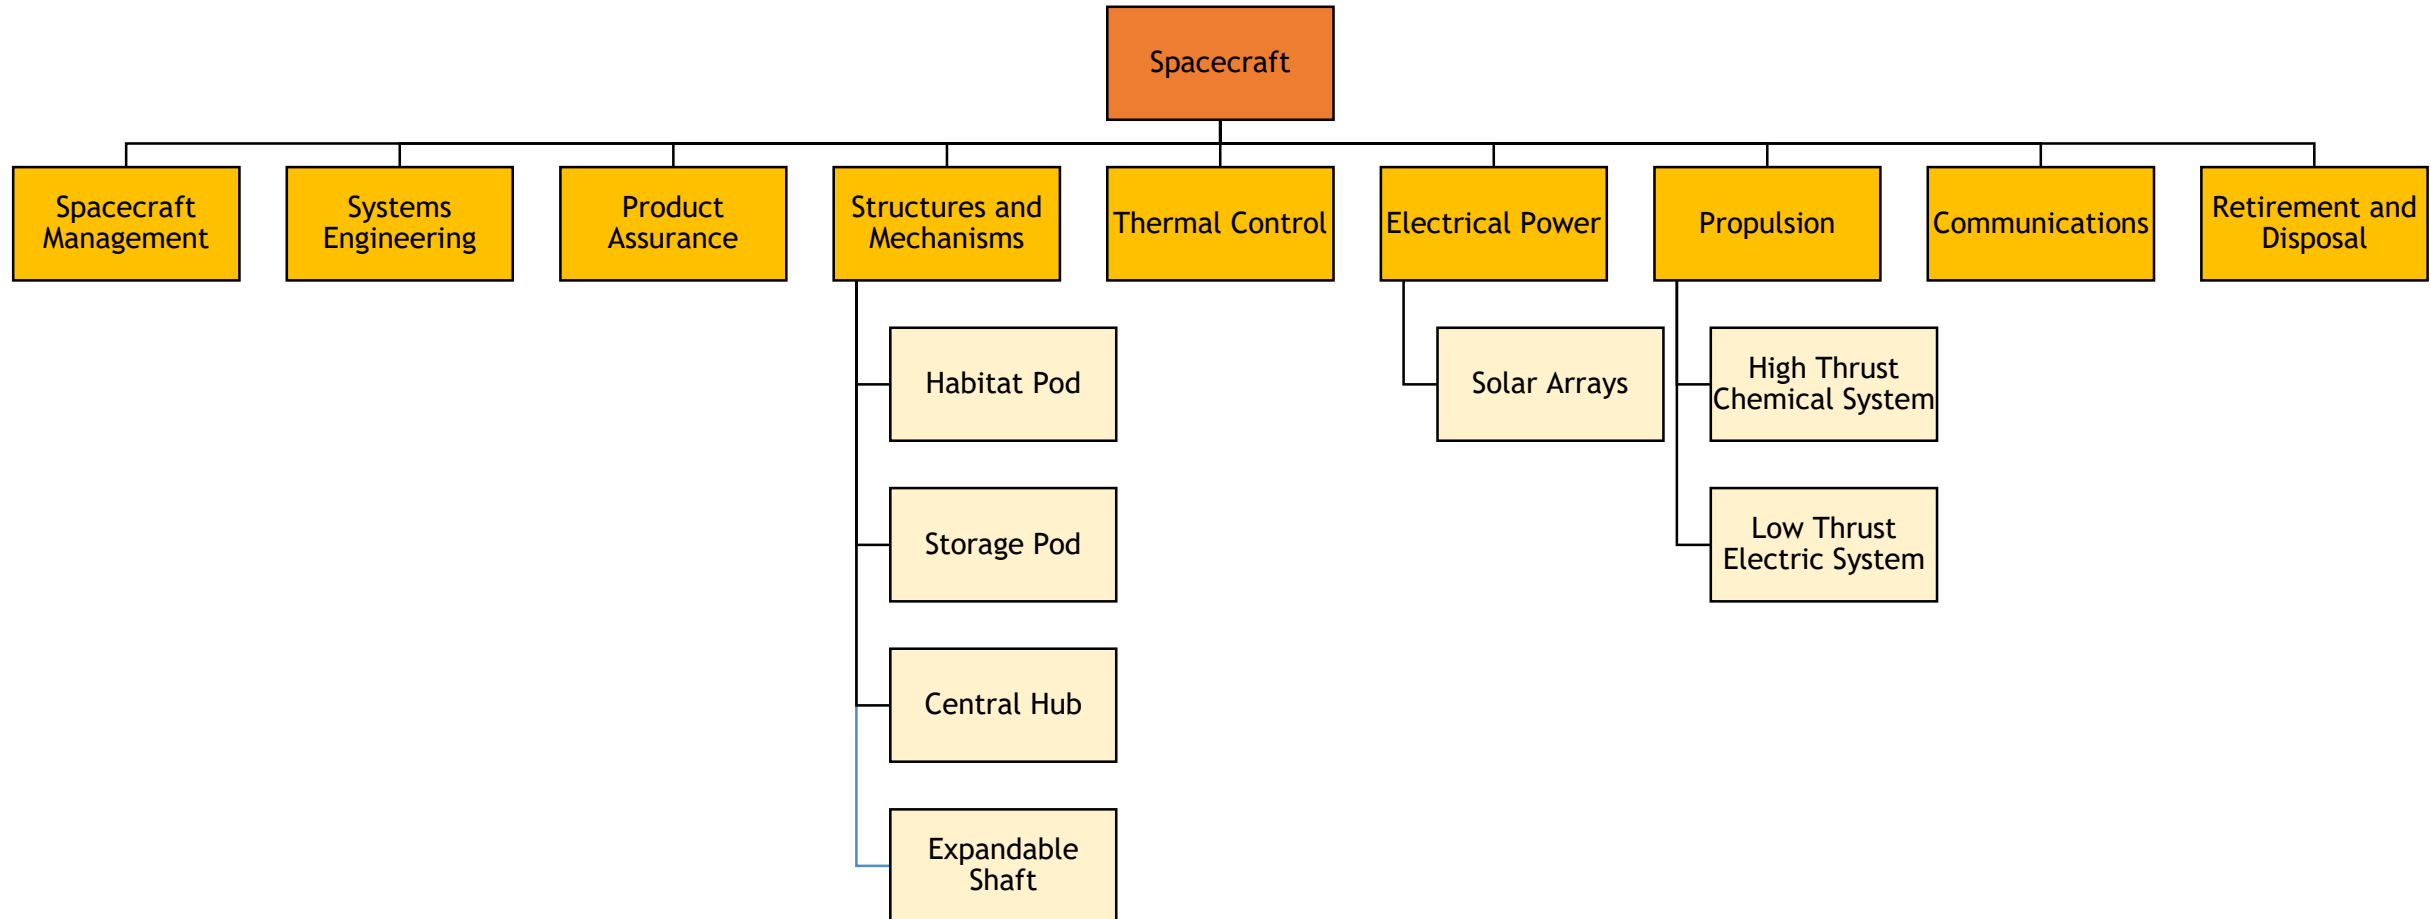 Spacecraft
Spacecraft
Management
Systems
Engineering
Product
Assurance
Structures and
Mechanisms
Thermal Control
Electrical Power
Propulsion
Communications
Retirement and
Disposal
Habitat Pod
Solar Arrays
High Thrust
Chemical System
Storage Pod
Low Thrust
Electric System
Central Hub
Expandable
Shaft